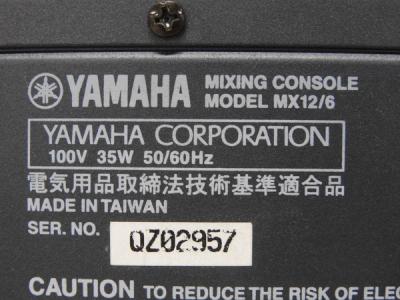 YAMAHA MIXING CONSOLE
MODEL MX12/6
YAMAHA CORPORATION
100V 35W 50/60Hz
電気用品取締法技術基準適合品
MADE IN TAIWAN
SER. NO. QZ02957
CAUTION TO REDUCE THE RISK OF ELEC